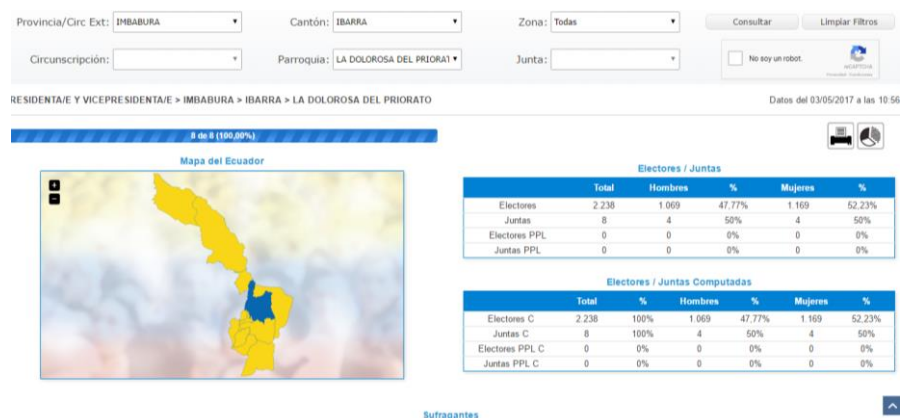 Provincia/Circ Ext: IMBABURA Cantón: IBARRA Zona: Todas Consultar Limpiar Filtros
Circunscripción: Parroquia: LA DOLOROSA DEL PRIORAT Junta: No soy un robot.
reCAPTCHA
RESIDENTA/E Y VICEPRESIDENTA/E > IMBABURA > IBARRA > LA DOLOROSA DEL PRIORATO Datos del 03/05/2017 a las 10:56
8 de 8 (100,00%)
Mapa del Ecuador
Electores / Juntas
Total Hombres % Mujeres %
Electores 2.238 1.069 47,77% 1.169 52,23%
Juntas 8 4 50% 4 50%
Electores PPL 0 0 0% 0 0%
Juntas PPL 0 0 0% 0 0%
Electores / Juntas Computadas
Total % Hombres % Mujeres %
Electores C 2.238 100% 1.069 47,77% 1.169 52,23%
Juntas C 8 100% 4 50% 4 50%
Electores PPL C 0 0% 0 0% 0 0%
Juntas PPL C 0 0% 0 0% 0 0%
Sufragantes